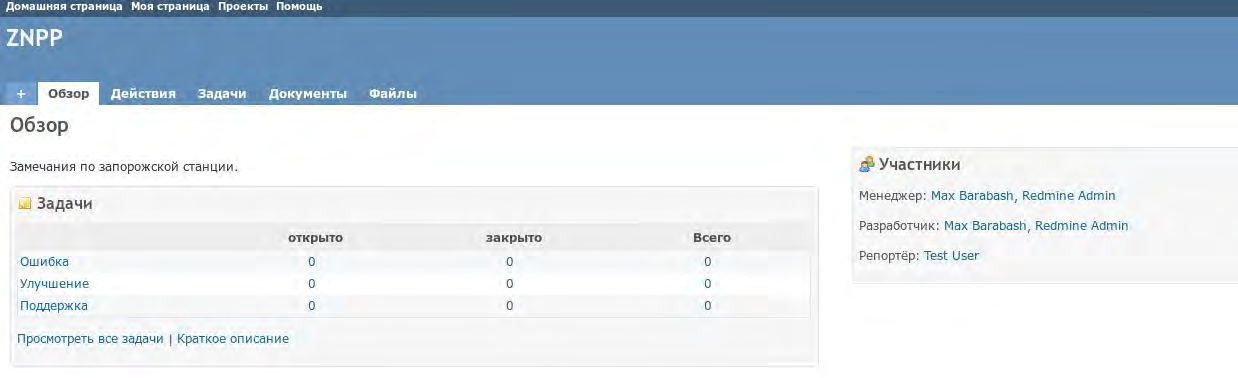 Домашняя страница Моя страница Проекты Помощь
ZNPP
+ Обзор Действия Задачи Документы Файлы
Обзор
Замечания по запорожской станции.
Задачи
открыто закрыто Всего
Ошибка 0 0 0
Улучшение 0 0 0
Поддержка 0 0 0
Просмотреть все задачи | Краткое описание
Участники
Менеджер: Max Barabash, Redmine Admin
Разработчик: Max Barabash, Redmine Admin
Репортёр: Test User